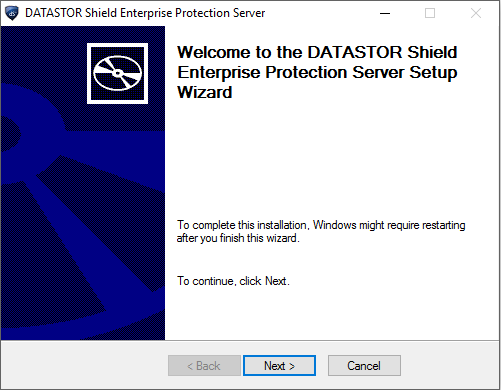 DATASTOR Shield Enterprise Protection Server
Welcome to the DATASTOR Shield
Enterprise Protection Server Setup
Wizard
To complete this installation, Windows might require restarting
after you finish this wizard.
To continue, click Next.
< Back Next > Cancel